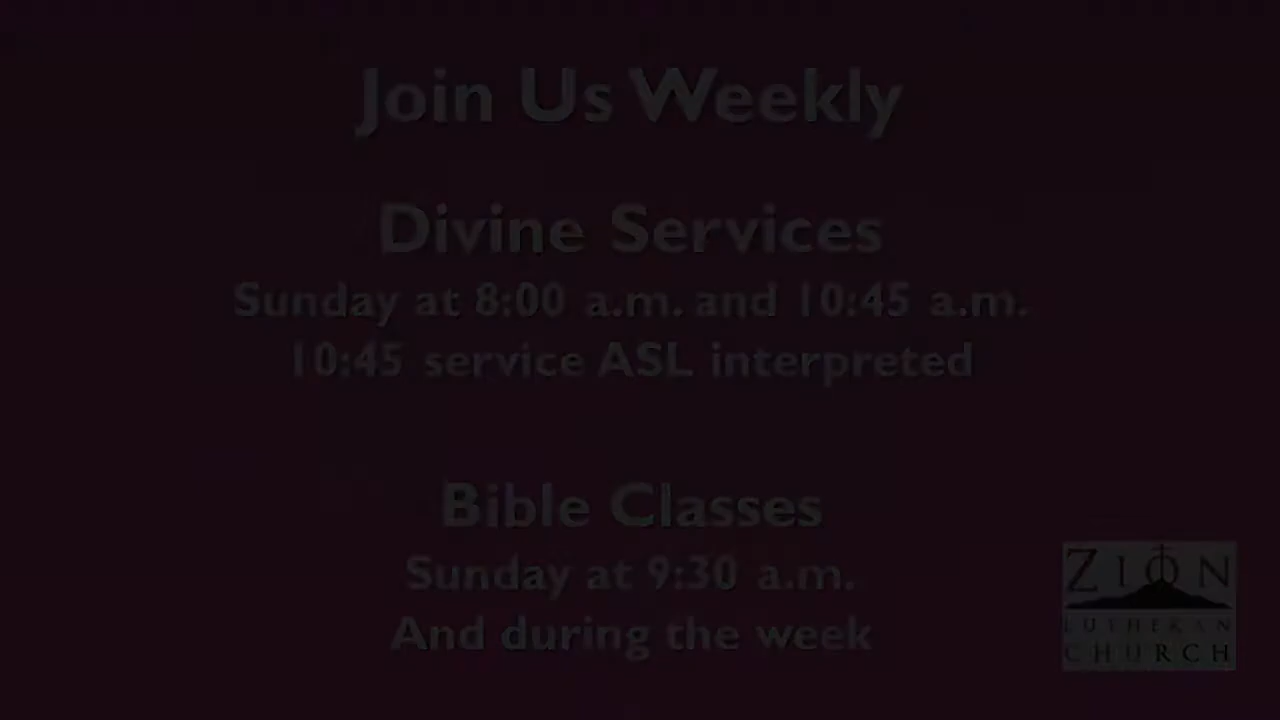 Join Us Weekly
Divine Services
Sunday at 8:00 a.m. and 10:45 a.m.
10:45 service ASL interpreted
Bible Classes
Sunday at 9:30 a.m.
And during the week
ZION
LUTHERAN
CHURCH